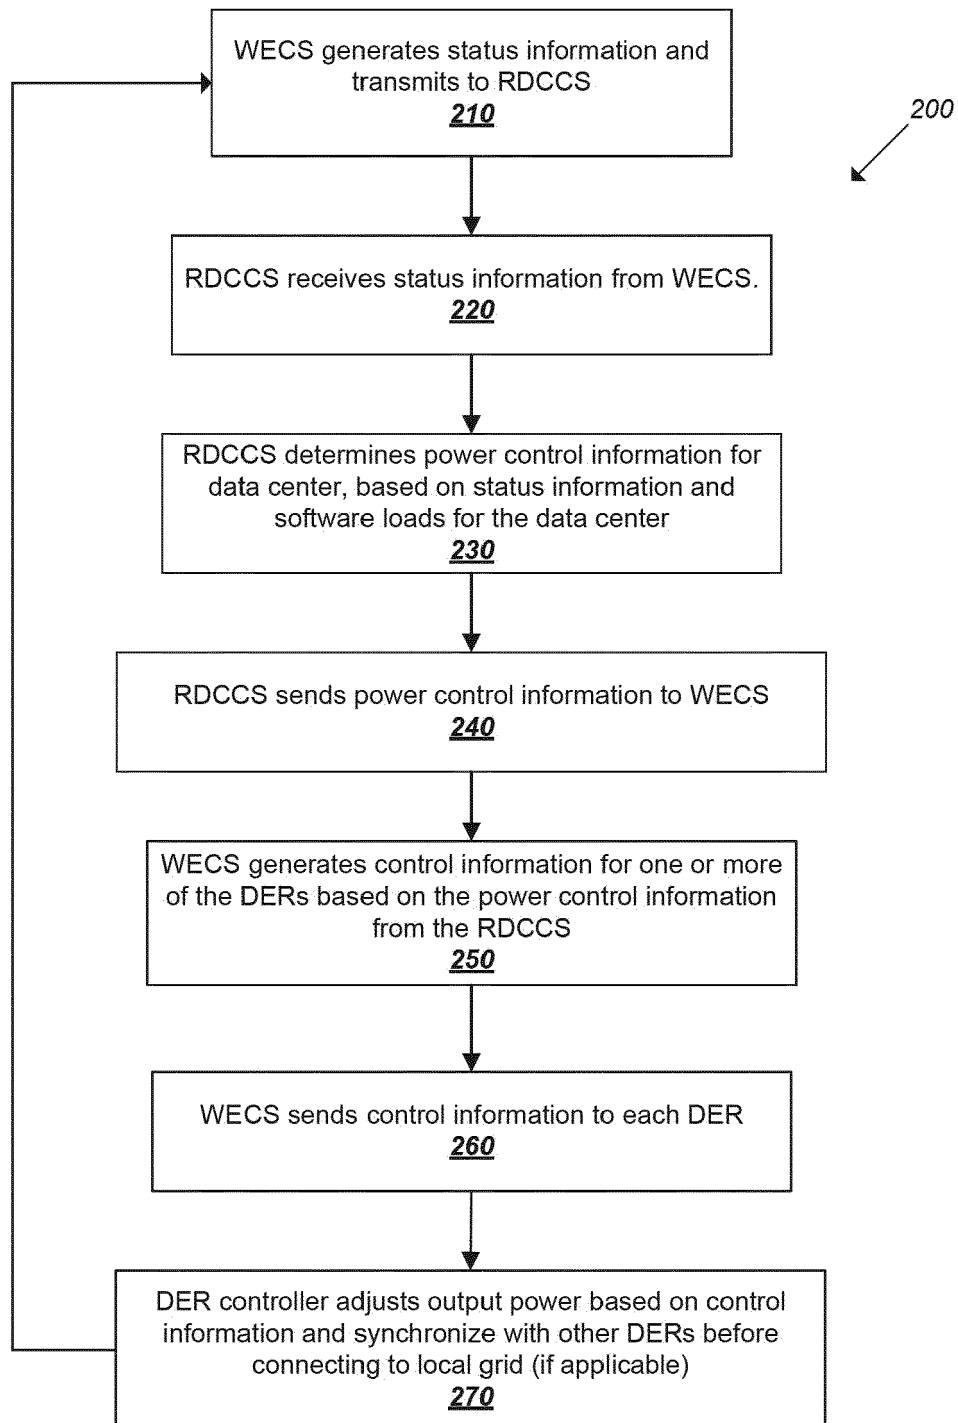 WECS generates status information and
transmits to RDCCS
210
200
RDCCS receives status information from WECS.
220
RDCCS determines power control information for
data center, based on status information and
software loads for the data center
230
RDCCS sends power control information to WECS
240
WECS generates control information for one or more
of the DERs based on the power control information
from the RDCCS
250
WECS sends control information to each DER
260
DER controller adjusts output power based on control
information and synchronize with other DERs before
connecting to local grid (if applicable)
270